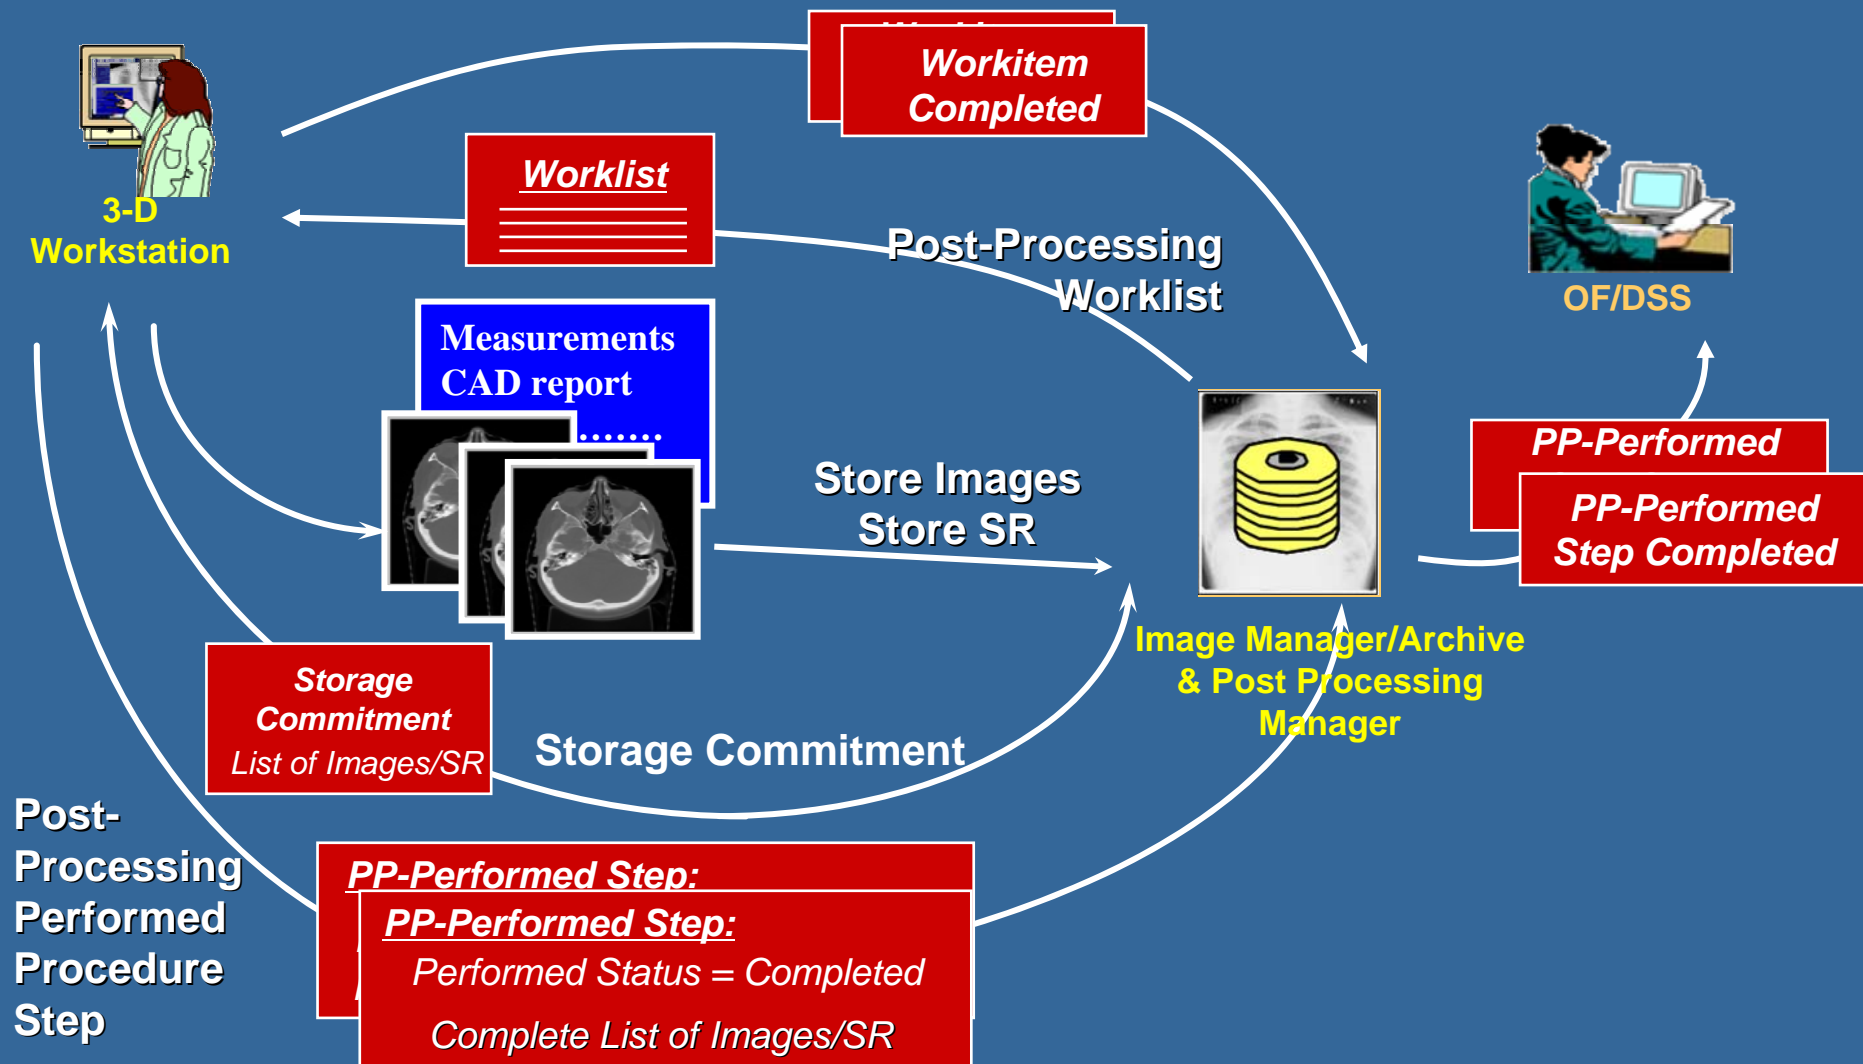 Workitem
Completed
3-D
Workstation
Worklist
Post-Processing
Worklist
OF/DSS
Measurements
CAD report
.......
Store Images
Store SR
PP-Performed
PP-Performed
Step Completed
Image Manager/Archive
& Post Processing
Manager
Storage
Commitment
List of Images/SR
Storage Commitment
Post-
Processing
Performed
Procedure
Step
PP-Performed Step:
PP-Performed Step:
Performed Status = Completed
Complete List of Images/SR